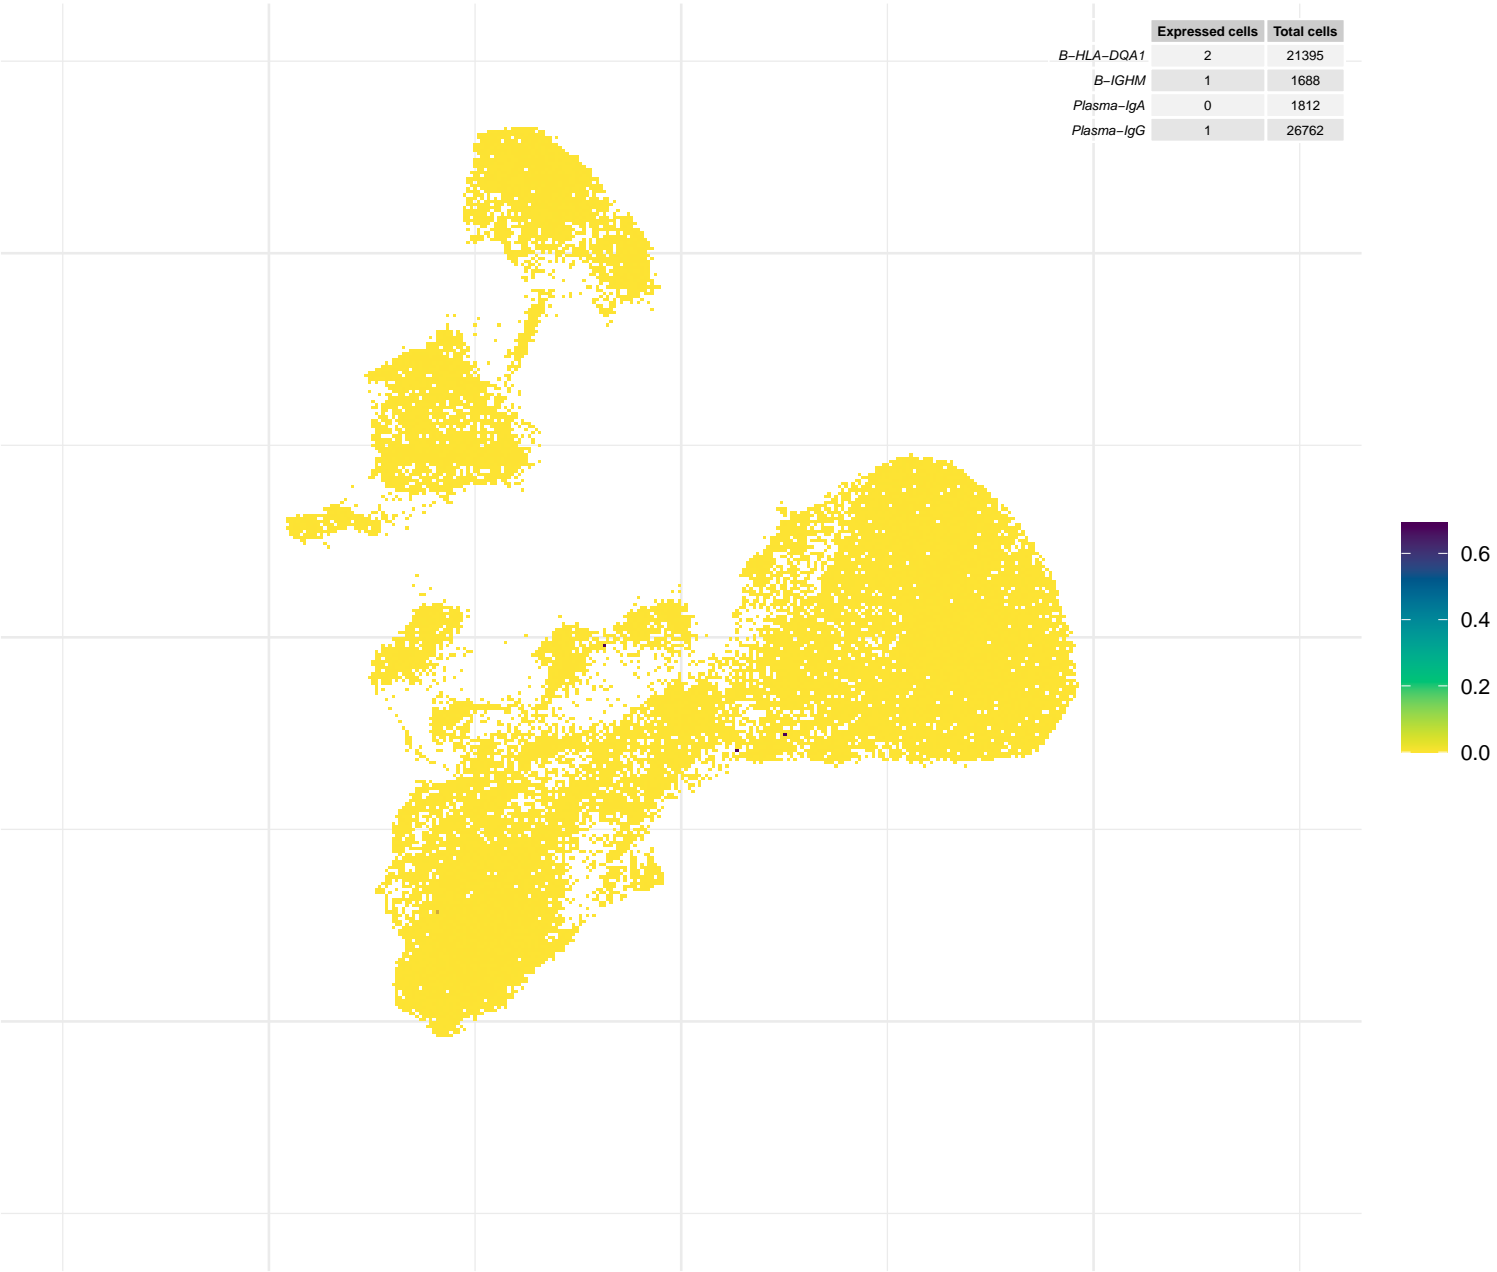 Expressed cells Total cells
B−HLA−DQA1 2 21395
B−IGHM 1 1688
Plasma−IgA 0 1812
Plasma−IgG 1 26762
0.6
0.4
0.2
0.0